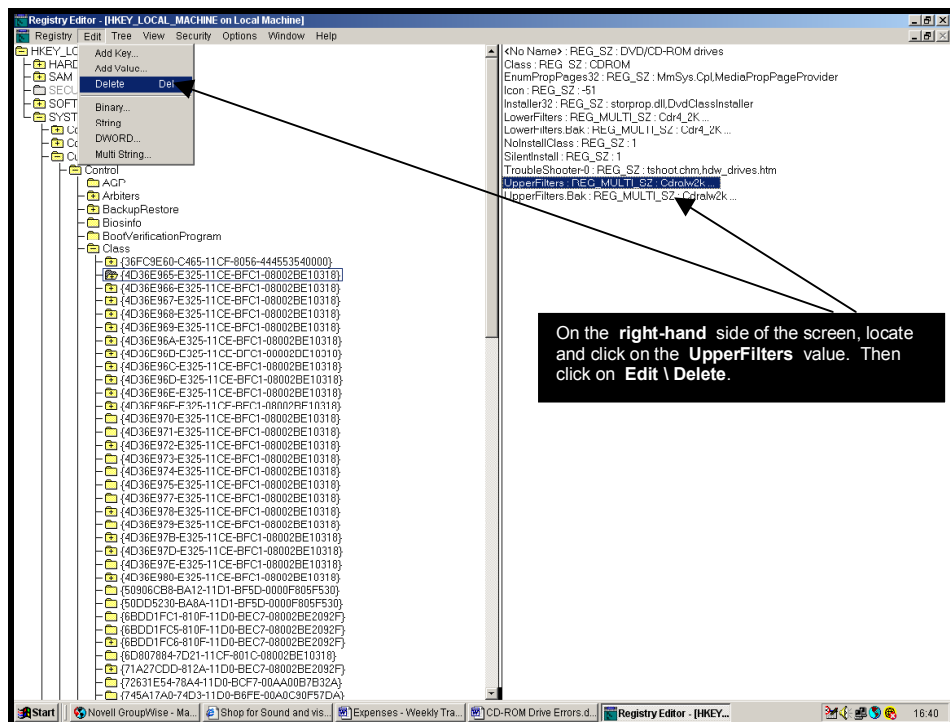 Registry Editor - [HKEY_LOCAL_MACHINE on Local Machine]
Registry Edit Tree View Security Options Window Help
HKEY_LO
HARD
SAM
SECU
SOFT
SYST
Co
Co
Cu
Add Key...
Add Value...
Delete Del
Binary...
String
DWORD...
Multi String...
Control
AGP
Arbiters
BackupRestore
Biosinfo
BootVerificationProgram
Class
{36FC9E60-C465-11CF-8056-444553540000}
{4D36E965-E325-11CE-BFC1-08002BE10318}
{4D36E966-E325-11CE-BFC1-08002BE10318}
{4D36E967-E325-11CE-BFC1-08002BE10318}
{4D36E968-E325-11CE-BFC1-08002BE10318}
{4D36E969-E325-11CE-BFC1-08002BE10318}
{4D36E96A-E325-11CE-BFC1-08002BE10318}
{4D36E96B-E325-11CE-BFC1-08002BE10318}
{4D36E96C-E325-11CE-BFC1-08002BE10318}
{4D36E96D-E325-11CE-BFC1-08002BE10318}
{4D36E96E-E325-11CE-BFC1-08002BE10318}
{4D36E96F-E325-11CE-BFC1-08002BE10318}
{4D36E970-E325-11CE-BFC1-08002BE10318}
{4D36E971-E325-11CE-BFC1-08002BE10318}
{4D36E972-E325-11CE-BFC1-08002BE10318}
{4D36E973-E325-11CE-BFC1-08002BE10318}
{4D36E974-E325-11CE-BFC1-08002BE10318}
{4D36E975-E325-11CE-BFC1-08002BE10318}
{4D36E977-E325-11CE-BFC1-08002BE10318}
{4D36E978-E325-11CE-BFC1-08002BE10318}
{4D36E979-E325-11CE-BFC1-08002BE10318}
{4D36E97B-E325-11CE-BFC1-08002BE10318}
{4D36E97D-E325-11CE-BFC1-08002BE10318}
{4D36E97E-E325-11CE-BFC1-08002BE10318}
{4D36E980-E325-11CE-BFC1-08002BE10318}
{50906CB8-BA12-11D1-BF5D-0000F805F530}
{50DD5230-BA8A-11D1-BF5D-0000F805F530}
{6BDD1FC1-810F-11D0-BEC7-08002BE2092F}
{6BDD1FC5-810F-11D0-BEC7-08002BE2092F}
{6BDD1FC6-810F-11D0-BEC7-08002BE2092F}
{6D807884-7D21-11CF-801C-08002BE10318}
{71A27CDD-812A-11D0-BEC7-08002BE2092F}
{72631E54-78A4-11D0-BCF7-00AA00B7B32A}
{745A17A0-74D3-11D0-B6FE-00A0C90F57DA}
<No Name> : REG_SZ : DVD/CD-ROM drives
Class : REG_SZ : CDROM
EnumPropPages32 : REG_SZ : MmSys.Cpl,MediaPropPageProvider
Icon : REG_SZ : -51
Installer32 : REG_SZ : storprop.dll,DvdClassInstaller
LowerFilters : REG_MULTI_SZ : Cdr4_2K ...
LowerFilters.Bak : REG_MULTI_SZ : Cdr4_2K ...
NoInstallClass : REG_SZ : 1
SilentInstall : REG_SZ : 1
TroubleShooter-0 : REG_SZ : tshoot.chm,hdw_drives.htm
UpperFilters : REG_MULTI_SZ : Cdralw2k ...
UpperFilters.Bak : REG_MULTI_SZ : Cdralw2k ...
On the right-hand side of the screen, locate
and click on the UpperFilters value. Then
click on Edit \ Delete.
Start Novell GroupWise - Ma... Shop for Sound and vis... Expenses - Weekly Tra... CD-ROM Drive Errors.d... Registry Editor - [HKEY... 16:40